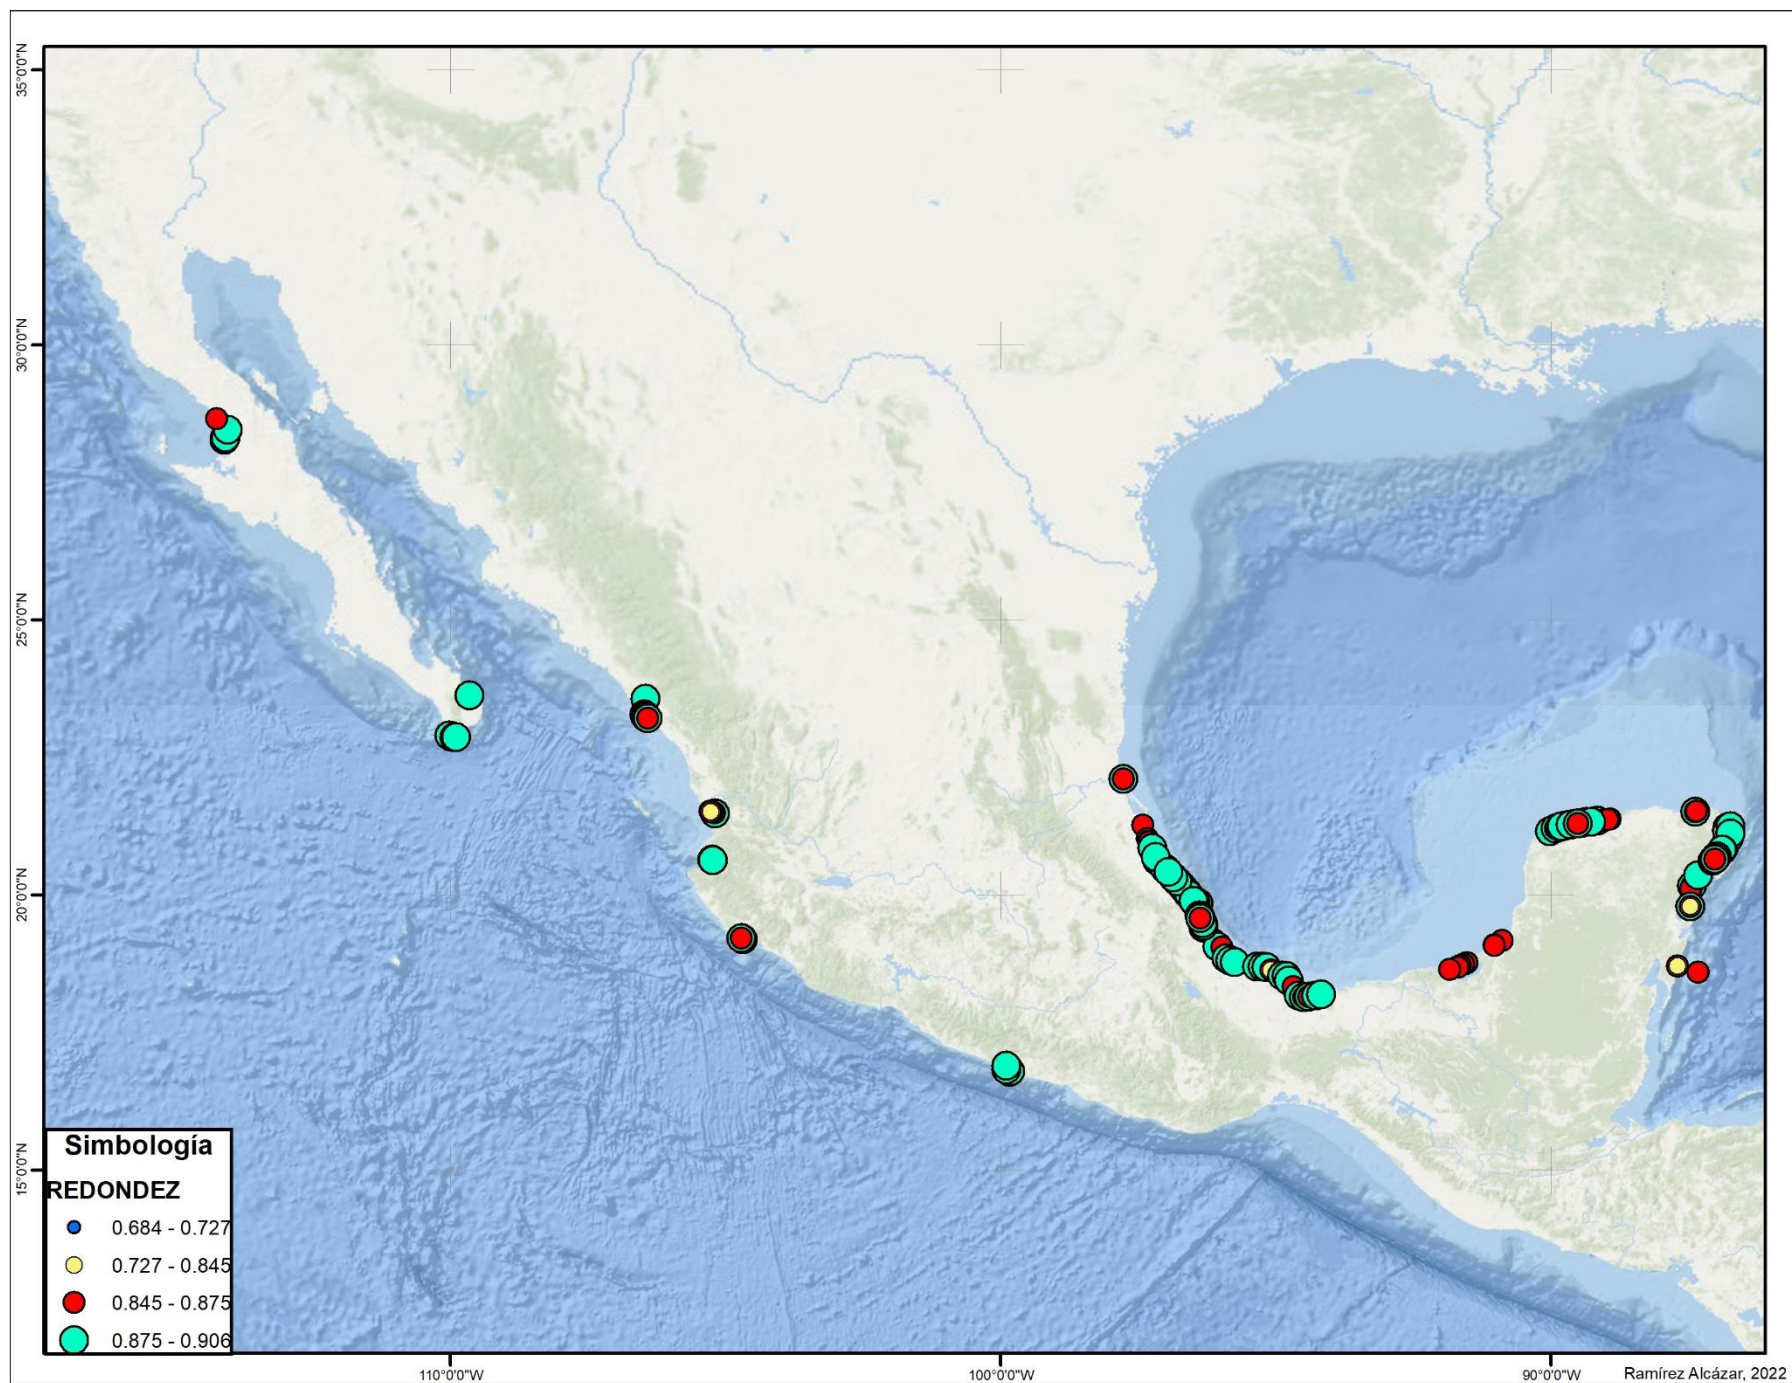 35°0'0"N
30°0'0"N
25°0'0"N
20°0'0"N
15°0'0"N
Simbología
REDONDEZ
0.684 - 0.727
0.727 - 0.845
0.845 - 0.875
0.875 - 0.906
110°0'0"W
100°0'0"W
90°0'0"W
Ramírez Alcázar, 2022